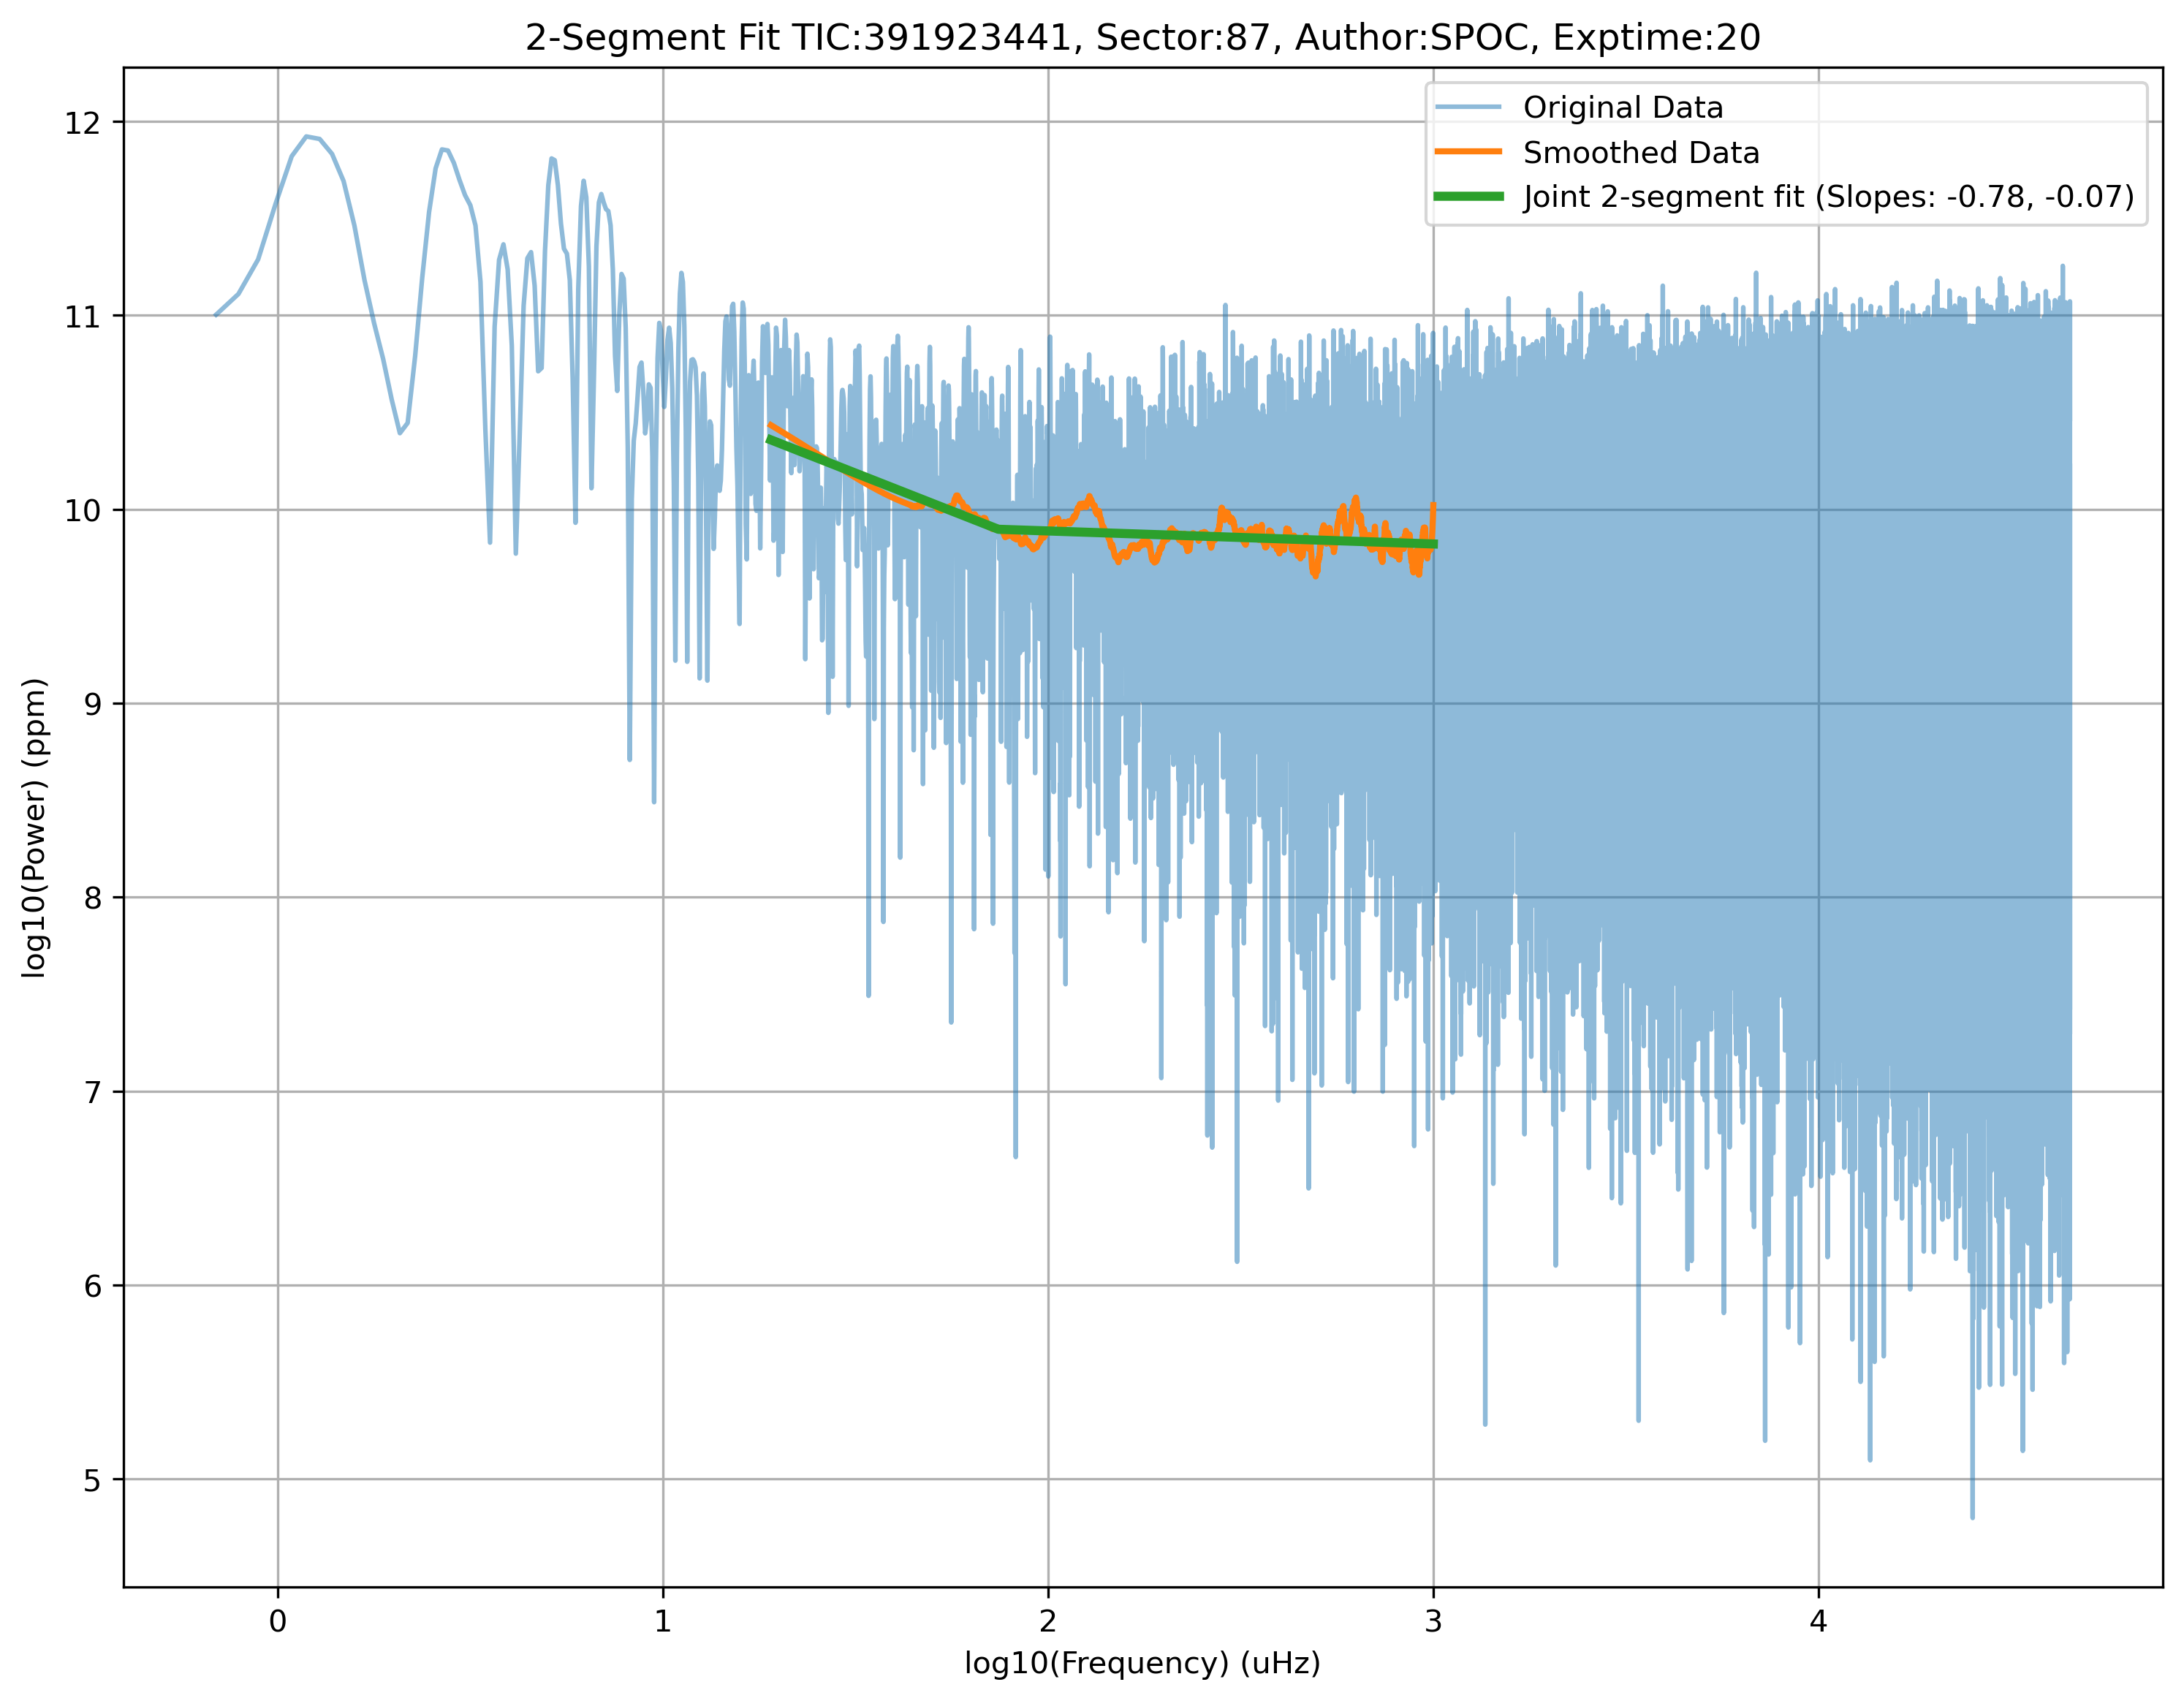 2-Segment Fit TIC:391923441, Sector:87, Author:SPOC, Exptime:20
Original Data
Smoothed Data
Joint 2-segment fit (Slopes: -0.78, -0.07)
log10(Power) (ppm)
12
11
10
9
8
7
6
5
0 1 2 3 4
log10(Frequency) (uHz)